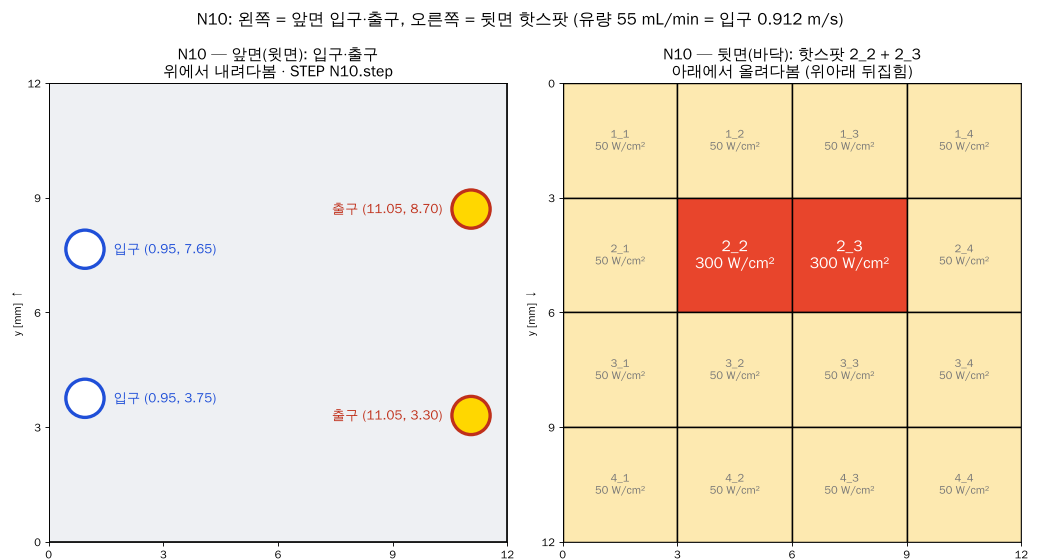 N10: 왼쪽 = 앞면 입구·출구, 오른쪽 = 뒷면 핫스팟 (유량 55 mL/min = 입구 0.912 m/s)
N10 — 앞면(윗면): 입구·출구
위에서 내려다봄 · STEP N10.step
12
9
6
3
0
y [mm] ↑
출구 (11.05, 8.70)
입구 (0.95, 7.65)
입구 (0.95, 3.75)
출구 (11.05, 3.30)
0
3
6
9
12
N10 — 뒷면(바닥): 핫스팟 2_2 + 2_3
아래에서 올려다봄 (위아래 뒤집힘)
0
3
6
9
12
y [mm] ↓
1_1
50 W/cm²
1_2
50 W/cm²
1_3
50 W/cm²
1_4
50 W/cm²
2_1
50 W/cm²
2_2
300 W/cm²
2_3
300 W/cm²
2_4
50 W/cm²
3_1
50 W/cm²
3_2
50 W/cm²
3_3
50 W/cm²
3_4
50 W/cm²
4_1
50 W/cm²
4_2
50 W/cm²
4_3
50 W/cm²
4_4
50 W/cm²
0
3
6
9
12